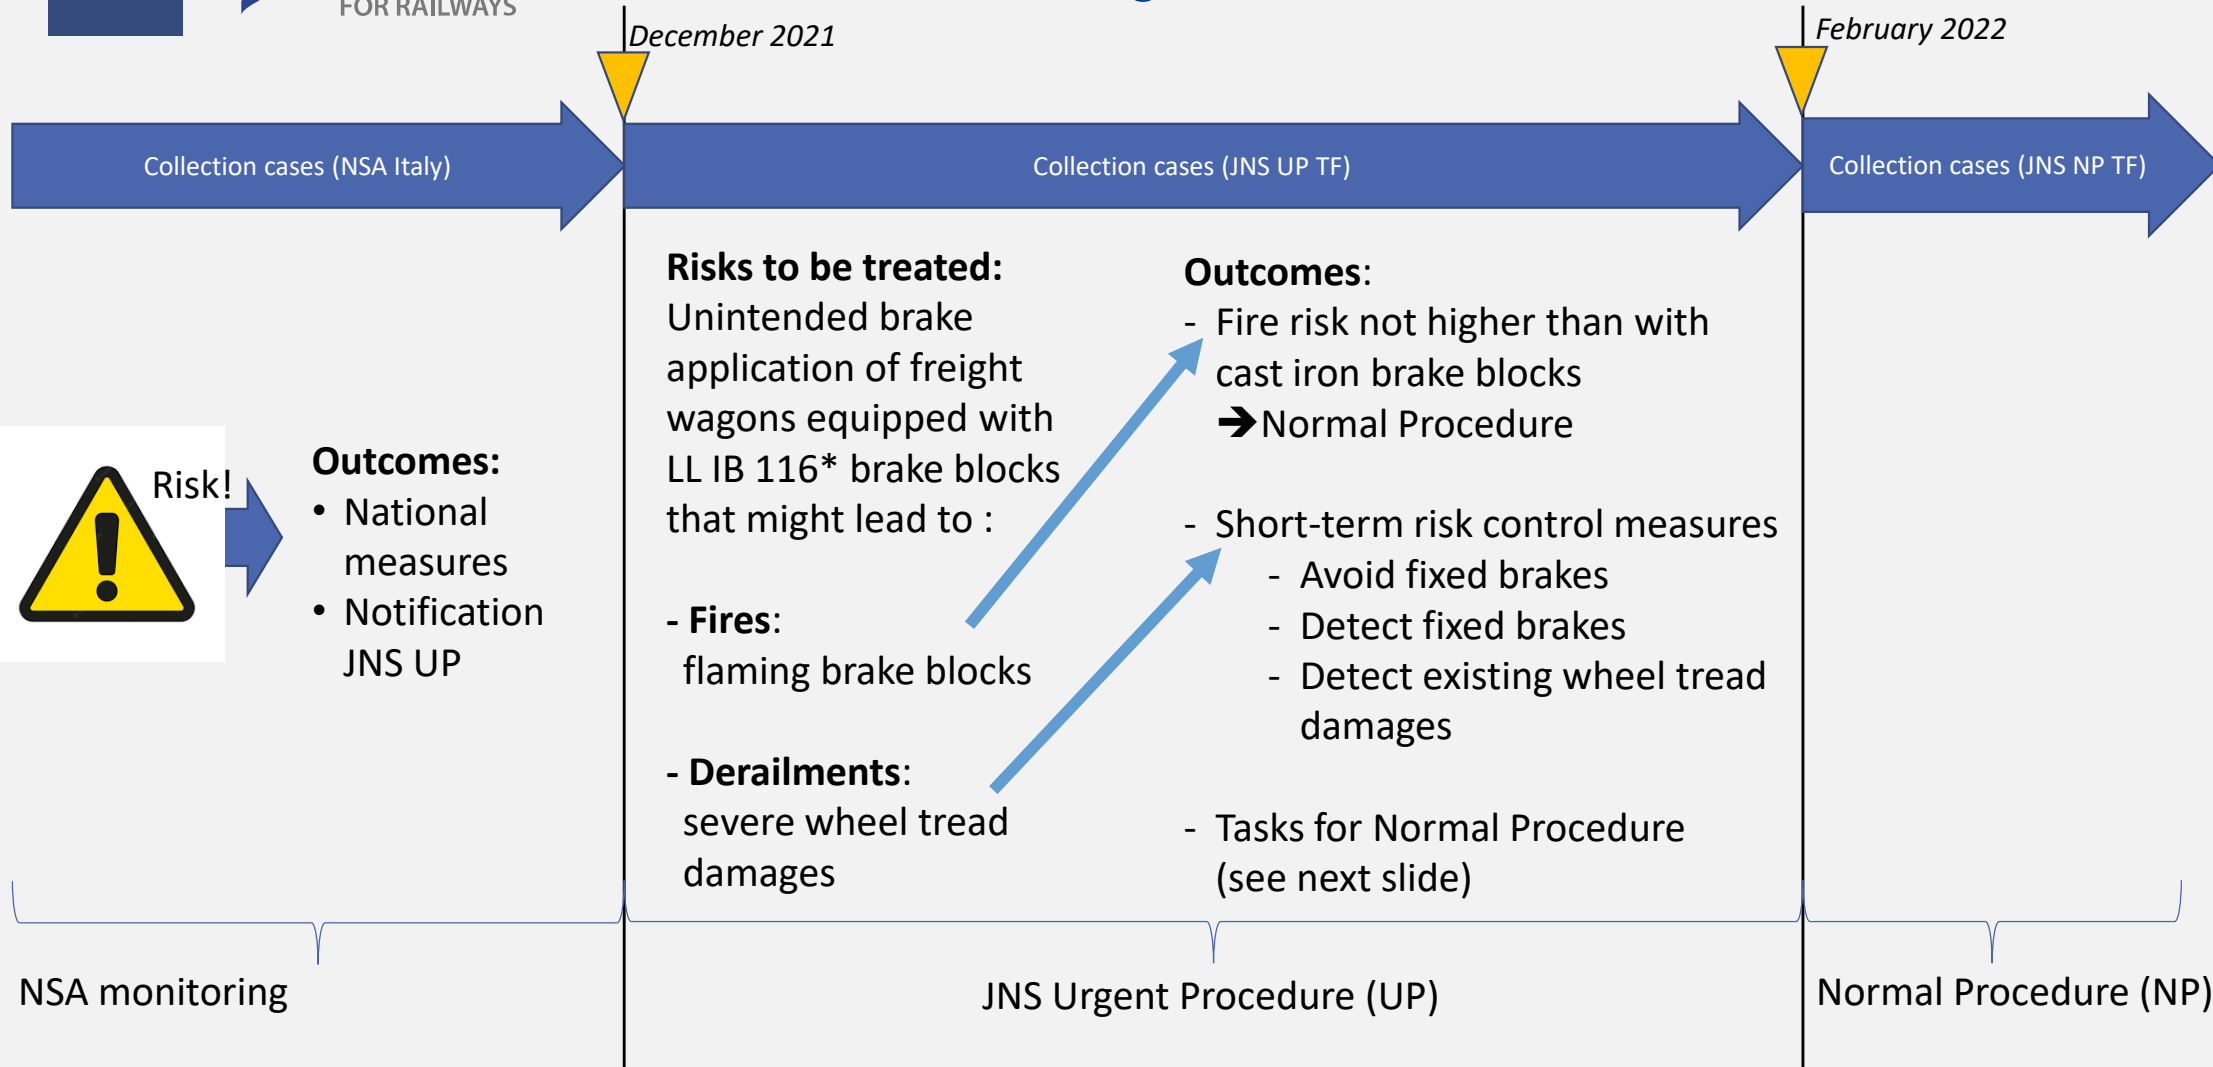 FOR RAILWAYS
December 2021
February 2022
Collection cases (NSA Italy)
Collection cases (JNS UP TF)
Collection cases (JNS NP TF)
Risk!
Outcomes:
• National
measures
• Notification
JNS UP
Risks to be treated:
Unintended brake
application of freight
wagons equipped with
LL IB 116* brake blocks
that might lead to :
- Fires:
flaming brake blocks
- Derailments:
severe wheel tread
damages
Outcomes:
- Fire risk not higher than with
cast iron brake blocks
➔Normal Procedure
- Short-term risk control measures
- Avoid fixed brakes
- Detect fixed brakes
- Detect existing wheel tread
damages
- Tasks for Normal Procedure
(see next slide)
NSA monitoring
JNS Urgent Procedure (UP)
Normal Procedure (NP)